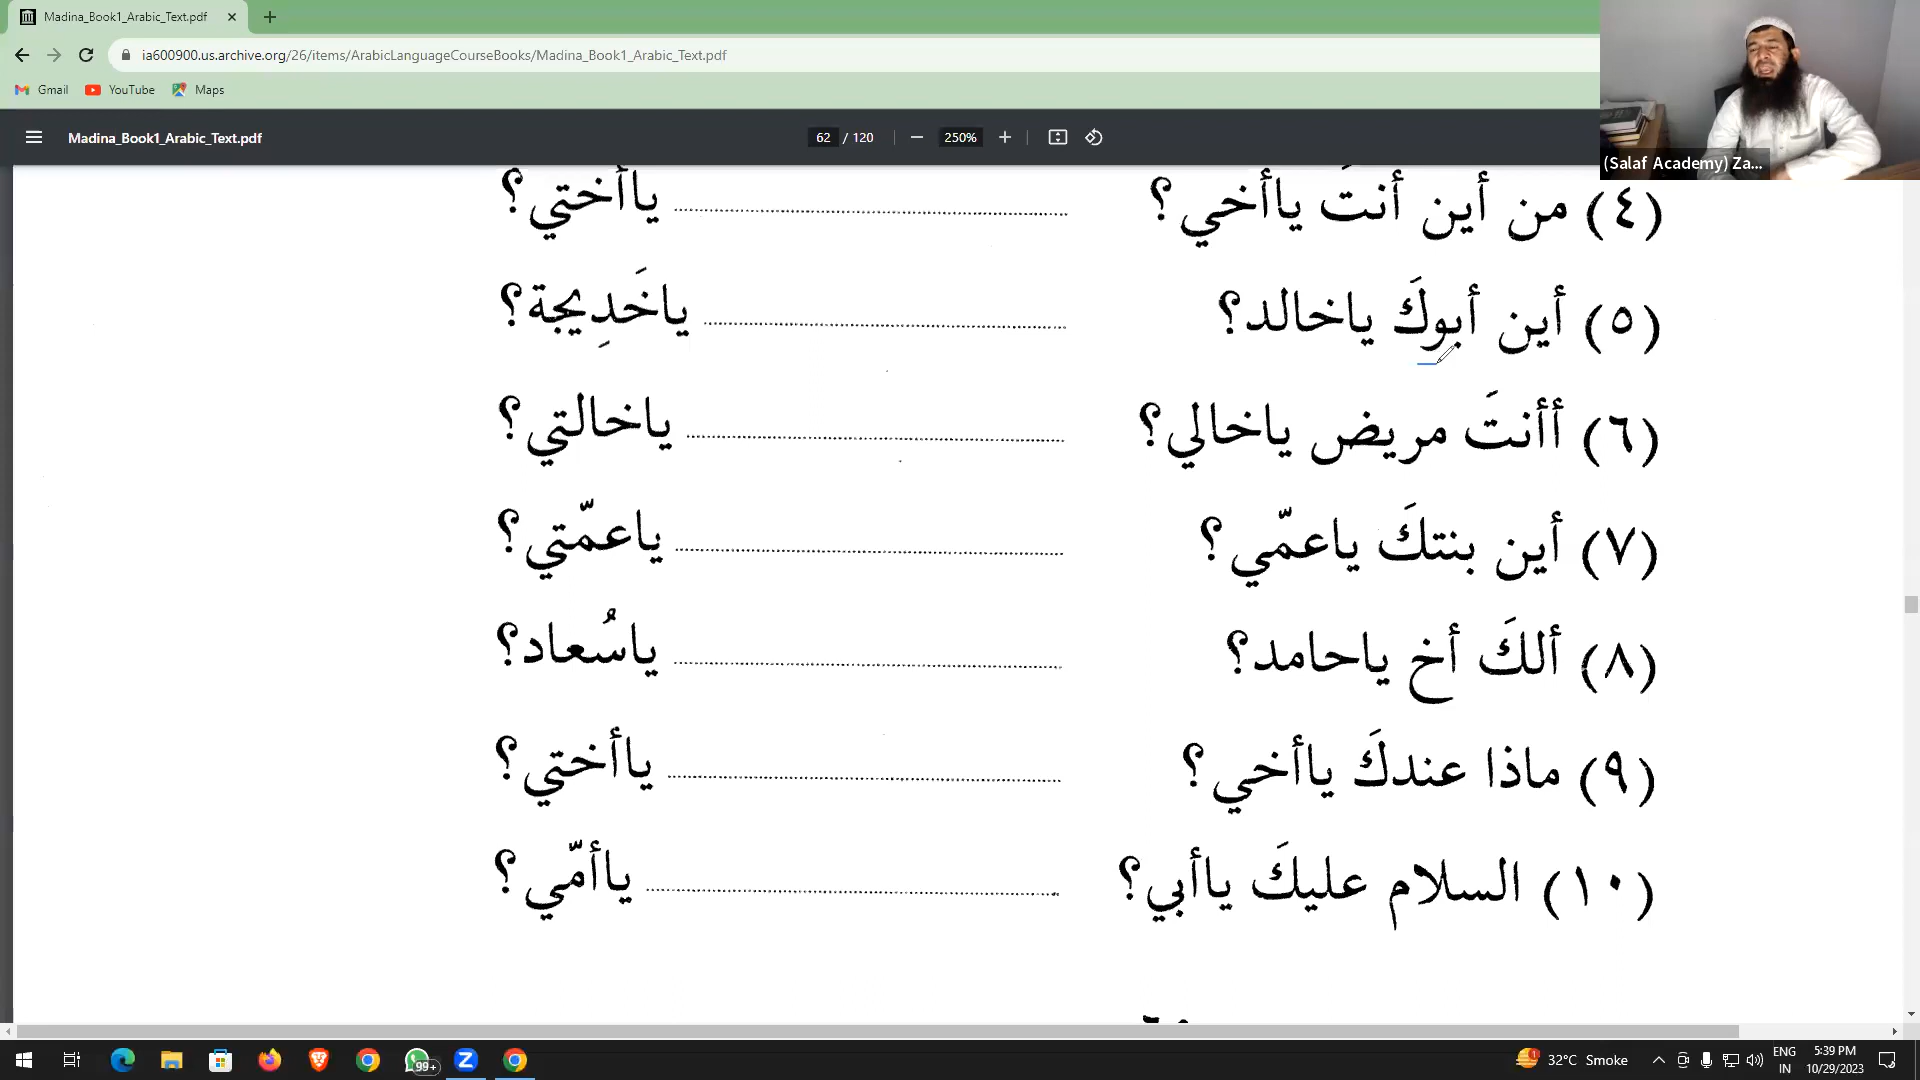 Madina_Book1_Arabic_Text.pdf
ia600900.us.archive.org/26/items/ArabicLanguageCourseBooks/Madina_Book1_Arabic_Text.pdf
Gmail YouTube Maps
Madina_Book1_Arabic_Text.pdf 62 / 120 250%
(Salaf Academy) Za...
(٤) من أين أنتَ ياأخي؟ ........ ياأختي؟
(٥) أين أبوكَ ياخالد؟ ........ ياخَدِيجة؟
(٦) أأنتَ مريض ياخالي؟ ........ ياخالتي؟
(٧) أين بنتكَ ياعمّي؟ ........ ياعمّتي؟
(٨) ألكَ أخ ياحامد؟ ........ ياسُعاد؟
(٩) ماذا عندكَ ياأخي؟ ........ ياأختي؟
(١٠) السلام عليكَ ياأبي؟ ........ ياأمّي؟
99+
1 32°C Smoke
ENG
IN
5:39 PM
10/29/2023